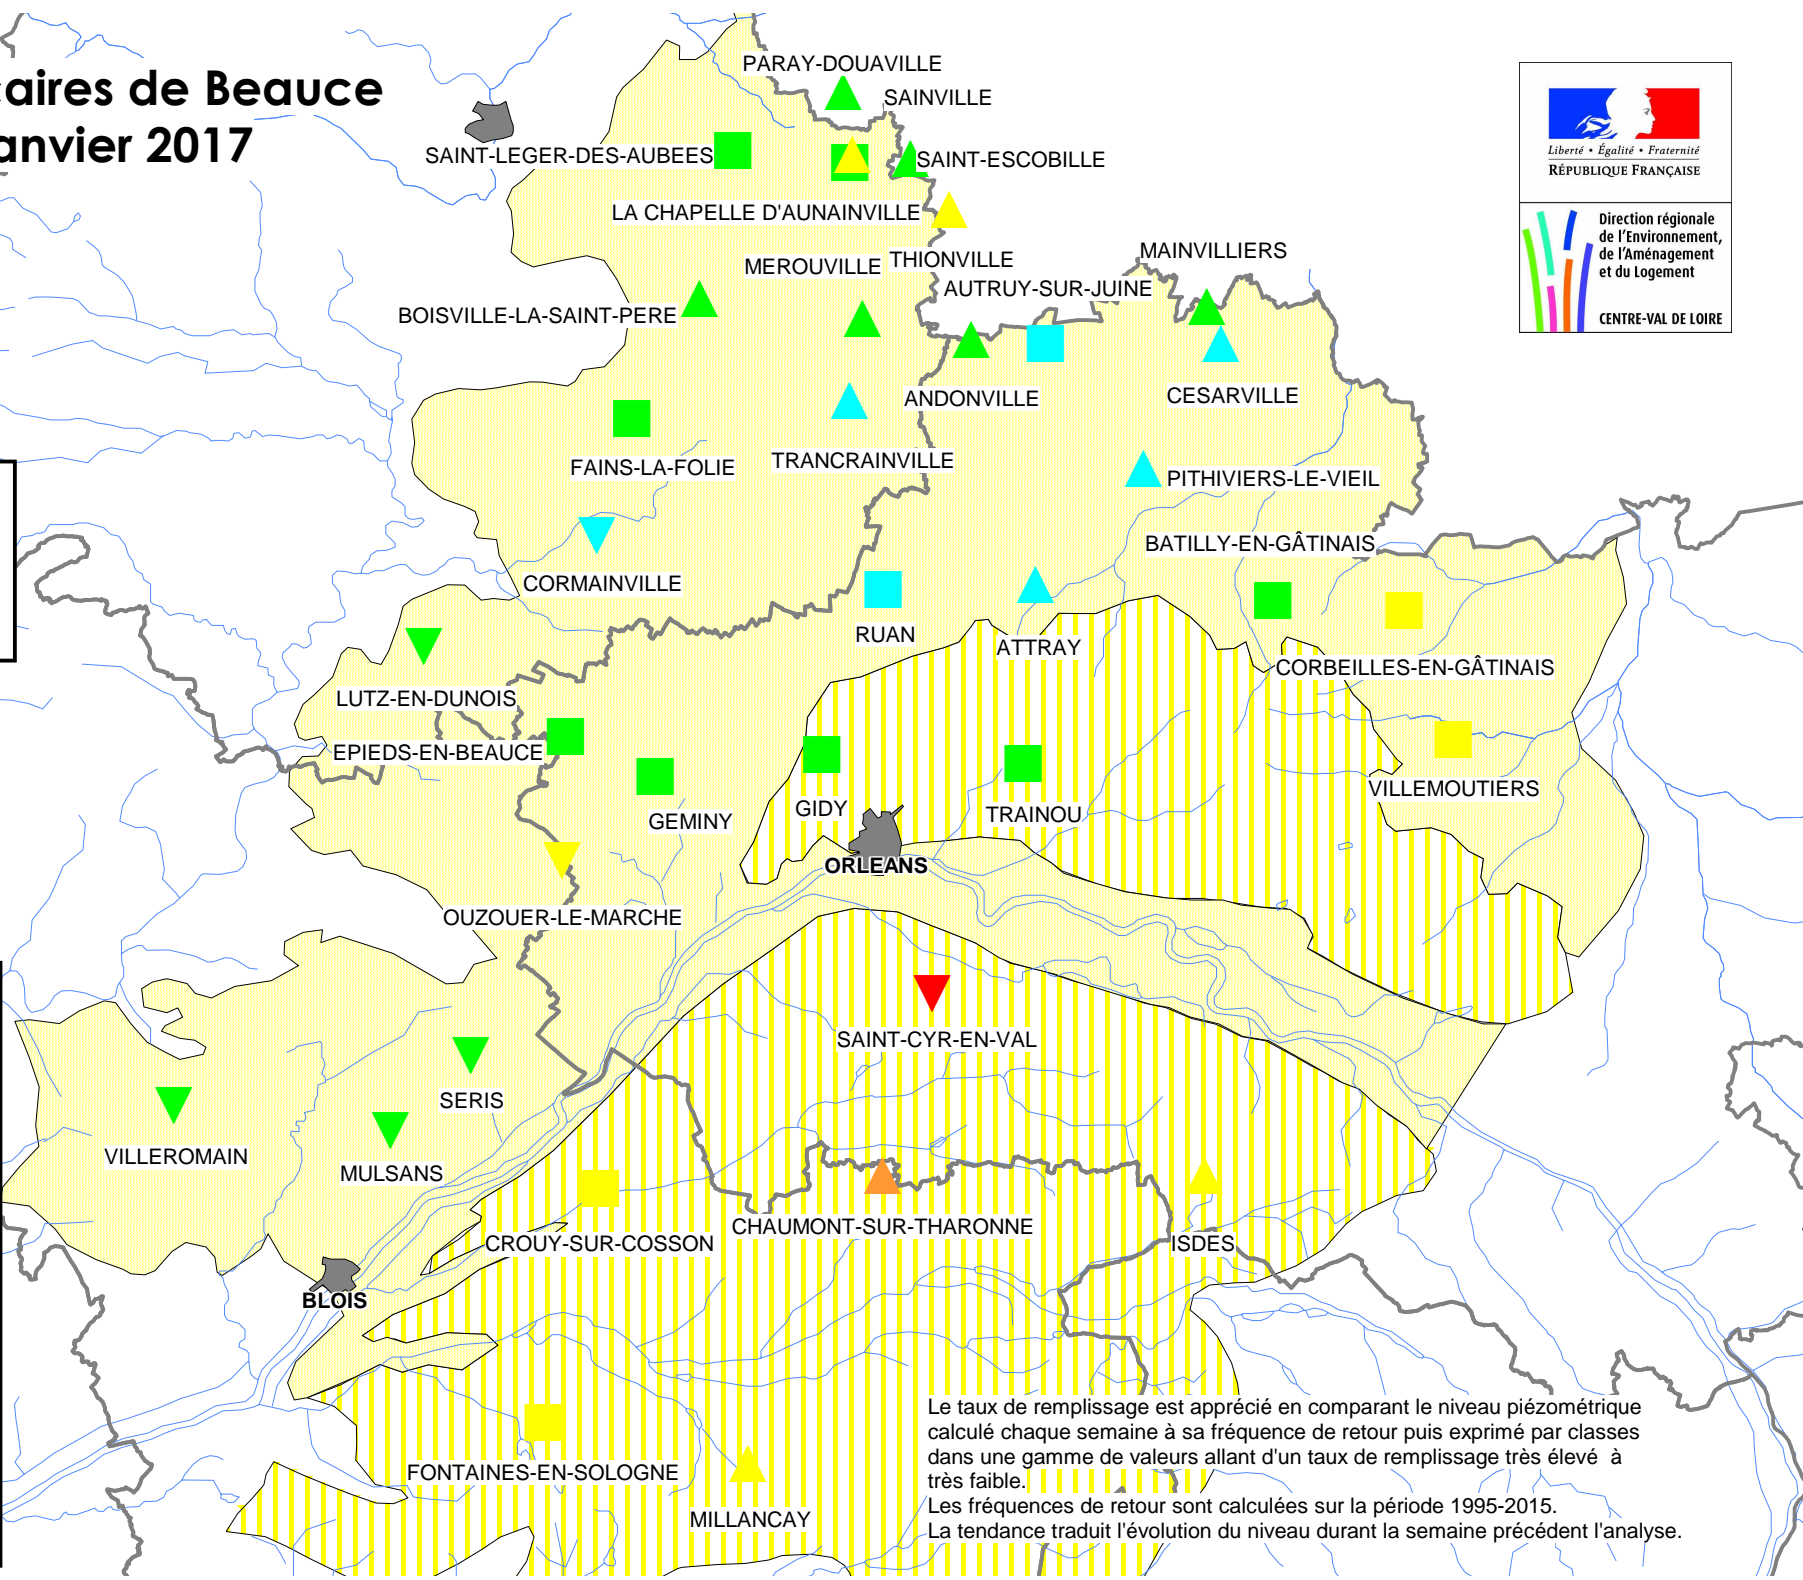 caires de Beauce
anvier 2017
PARAY-DOUAVILLE
SAINVILLE
SAINT-LEGER-DES-AUBEES
SAINT-ESCOBILLE
LA CHAPELLE D'AUNAINVILLE
MEROUVILLE
THIONVILLE
MAINVILLIERS
AUTRUY-SUR-JUINE
BOISVILLE-LA-SAINT-PERE
ANDONVILLE
CESARVILLE
FAINS-LA-FOLIE
TRANCRAINVILLE
PITHIVIERS-LE-VIEIL
BATILLY-EN-GÂTINAIS
CORMAINVILLE
RUAN
ATTRAY
CORBEILLES-EN-GÂTINAIS
LUTZ-EN-DUNOIS
EPIEDS-EN-BEAUCE
GEMINY
GIDY
TRAINOU
VILLEMOUTIERS
ORLEANS
OUZOUER-LE-MARCHE
SAINT-CYR-EN-VAL
SERIS
VILLEROMAIN
MULSANS
CROUY-SUR-COSSON
CHAUMONT-SUR-THARONNE
ISDES
BLOIS
FONTAINES-EN-SOLOGNE
MILLANCAY
Liberté • Égalité • Fraternité
RÉPUBLIQUE FRANÇAISE
Direction régionale
de l'Environnement,
de l'Aménagement
et du Logement
CENTRE-VAL DE LOIRE
Le taux de remplissage est apprécié en comparant le niveau piézométrique
calculé chaque semaine à sa fréquence de retour puis exprimé par classes
dans une gamme de valeurs allant d'un taux de remplissage très élevé à
très faible.
Les fréquences de retour sont calculées sur la période 1995-2015.
La tendance traduit l'évolution du niveau durant la semaine précédent l'analyse.